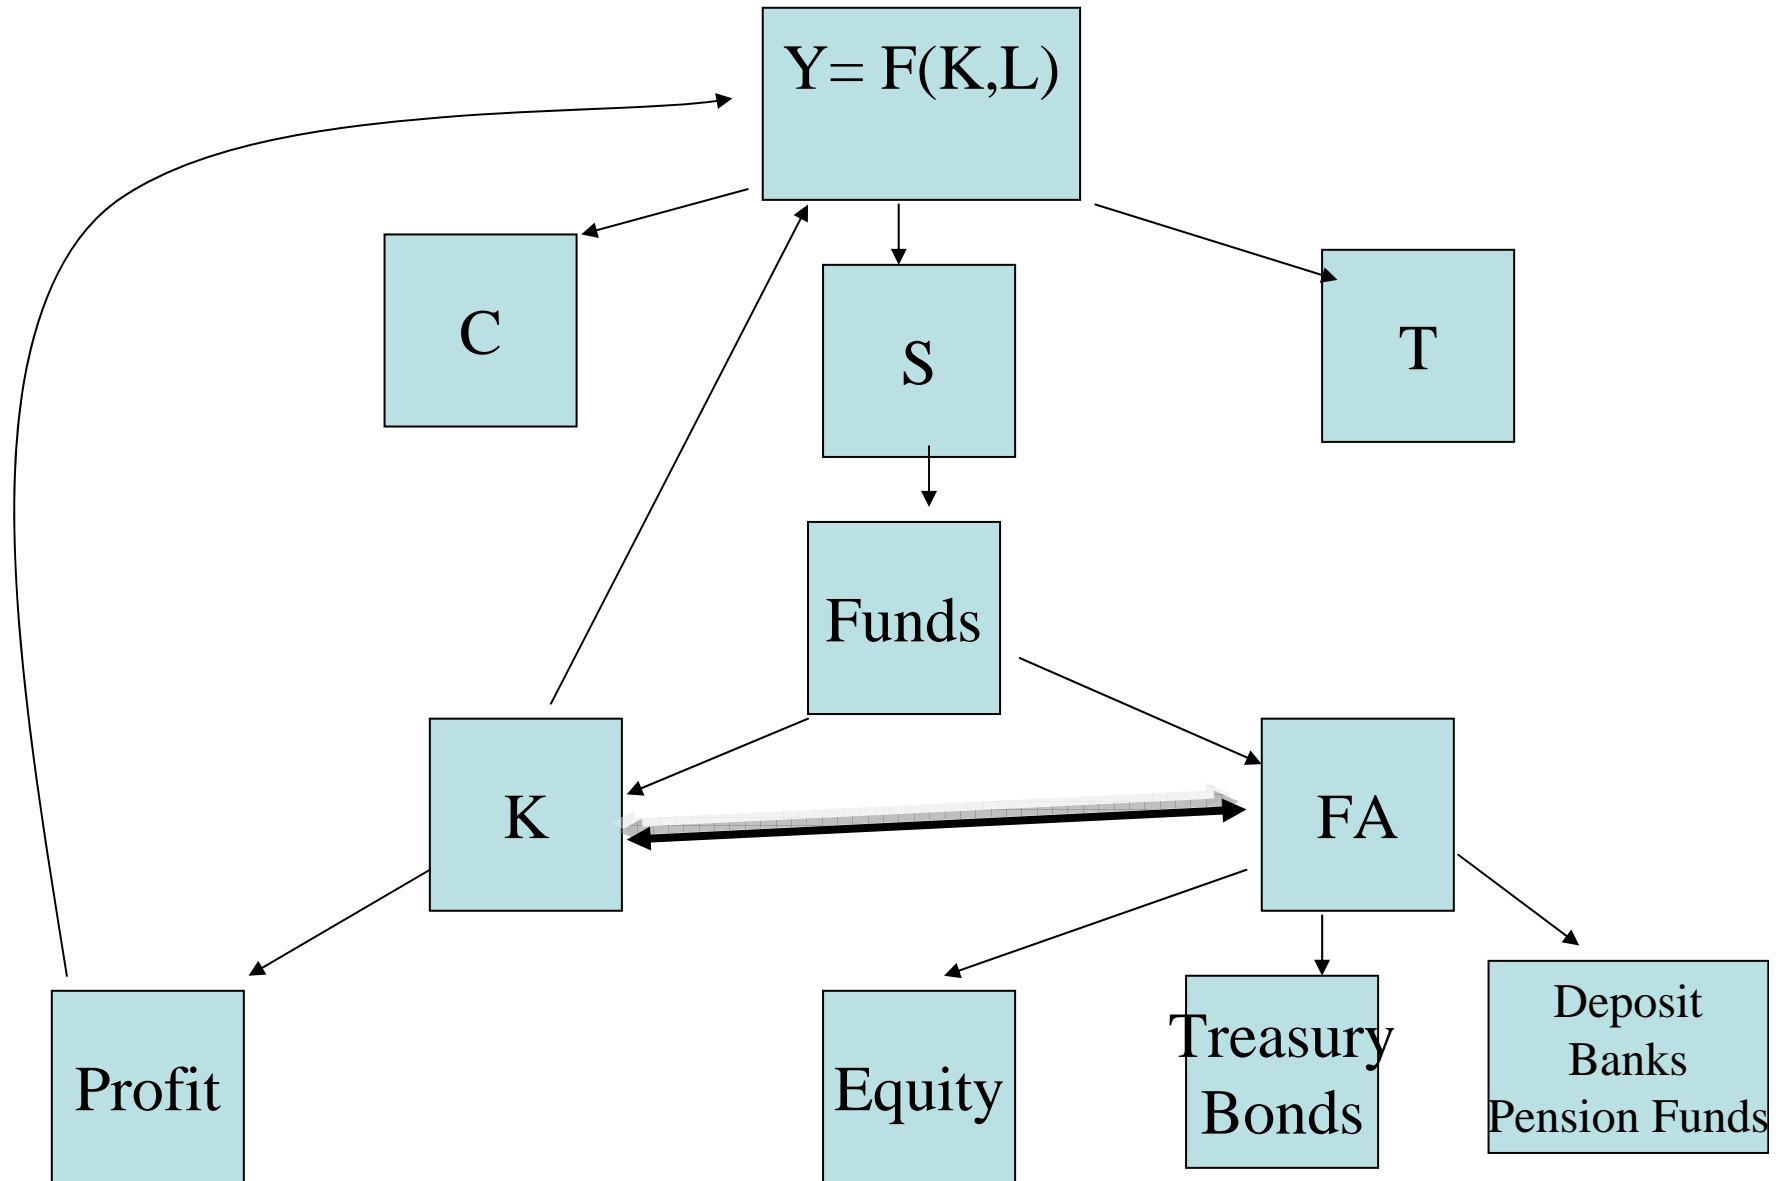 Y= F(K,L)
C
S
T
Funds
K
FA
Profit
Equity
Treasury
Bonds
Deposit
Banks
Pension Funds